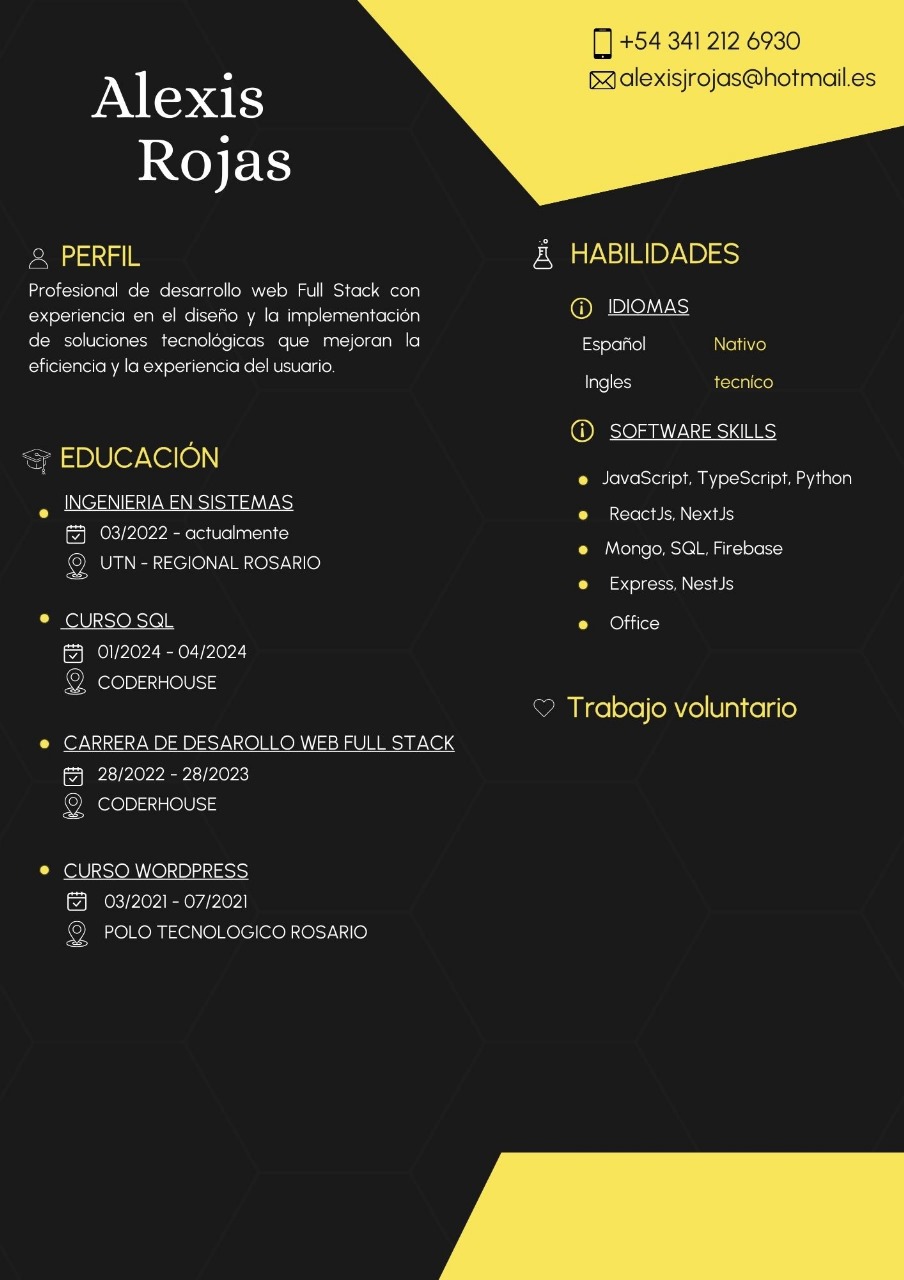 +54 341 212 6930
alexisjrojas@hotmail.es
Alexis
Rojas
PERFIL
Profesional de desarrollo web Full Stack con
experiencia en el diseño y la implementación
de soluciones tecnológicas que mejoran la
eficiencia y la experiencia del usuario.
EDUCACIÓN
INGENIERIA EN SISTEMAS
03/2022 - actualmente
UTN - REGIONAL ROSARIO
CURSO SQL
01/2024 - 04/2024
CODERHOUSE
CARRERA DE DESAROLLO WEB FULL STACK
28/2022 - 28/2023
CODERHOUSE
CURSO WORDPRESS
03/2021 - 07/2021
POLO TECNOLOGICO ROSARIO
HABILIDADES
IDIOMAS
Español Nativo
Ingles tecníco
SOFTWARE SKILLS
JavaScript, TypeScript, Python
ReactJs, NextJs
Mongo, SQL, Firebase
Express, NestJs
Office
Trabajo voluntario